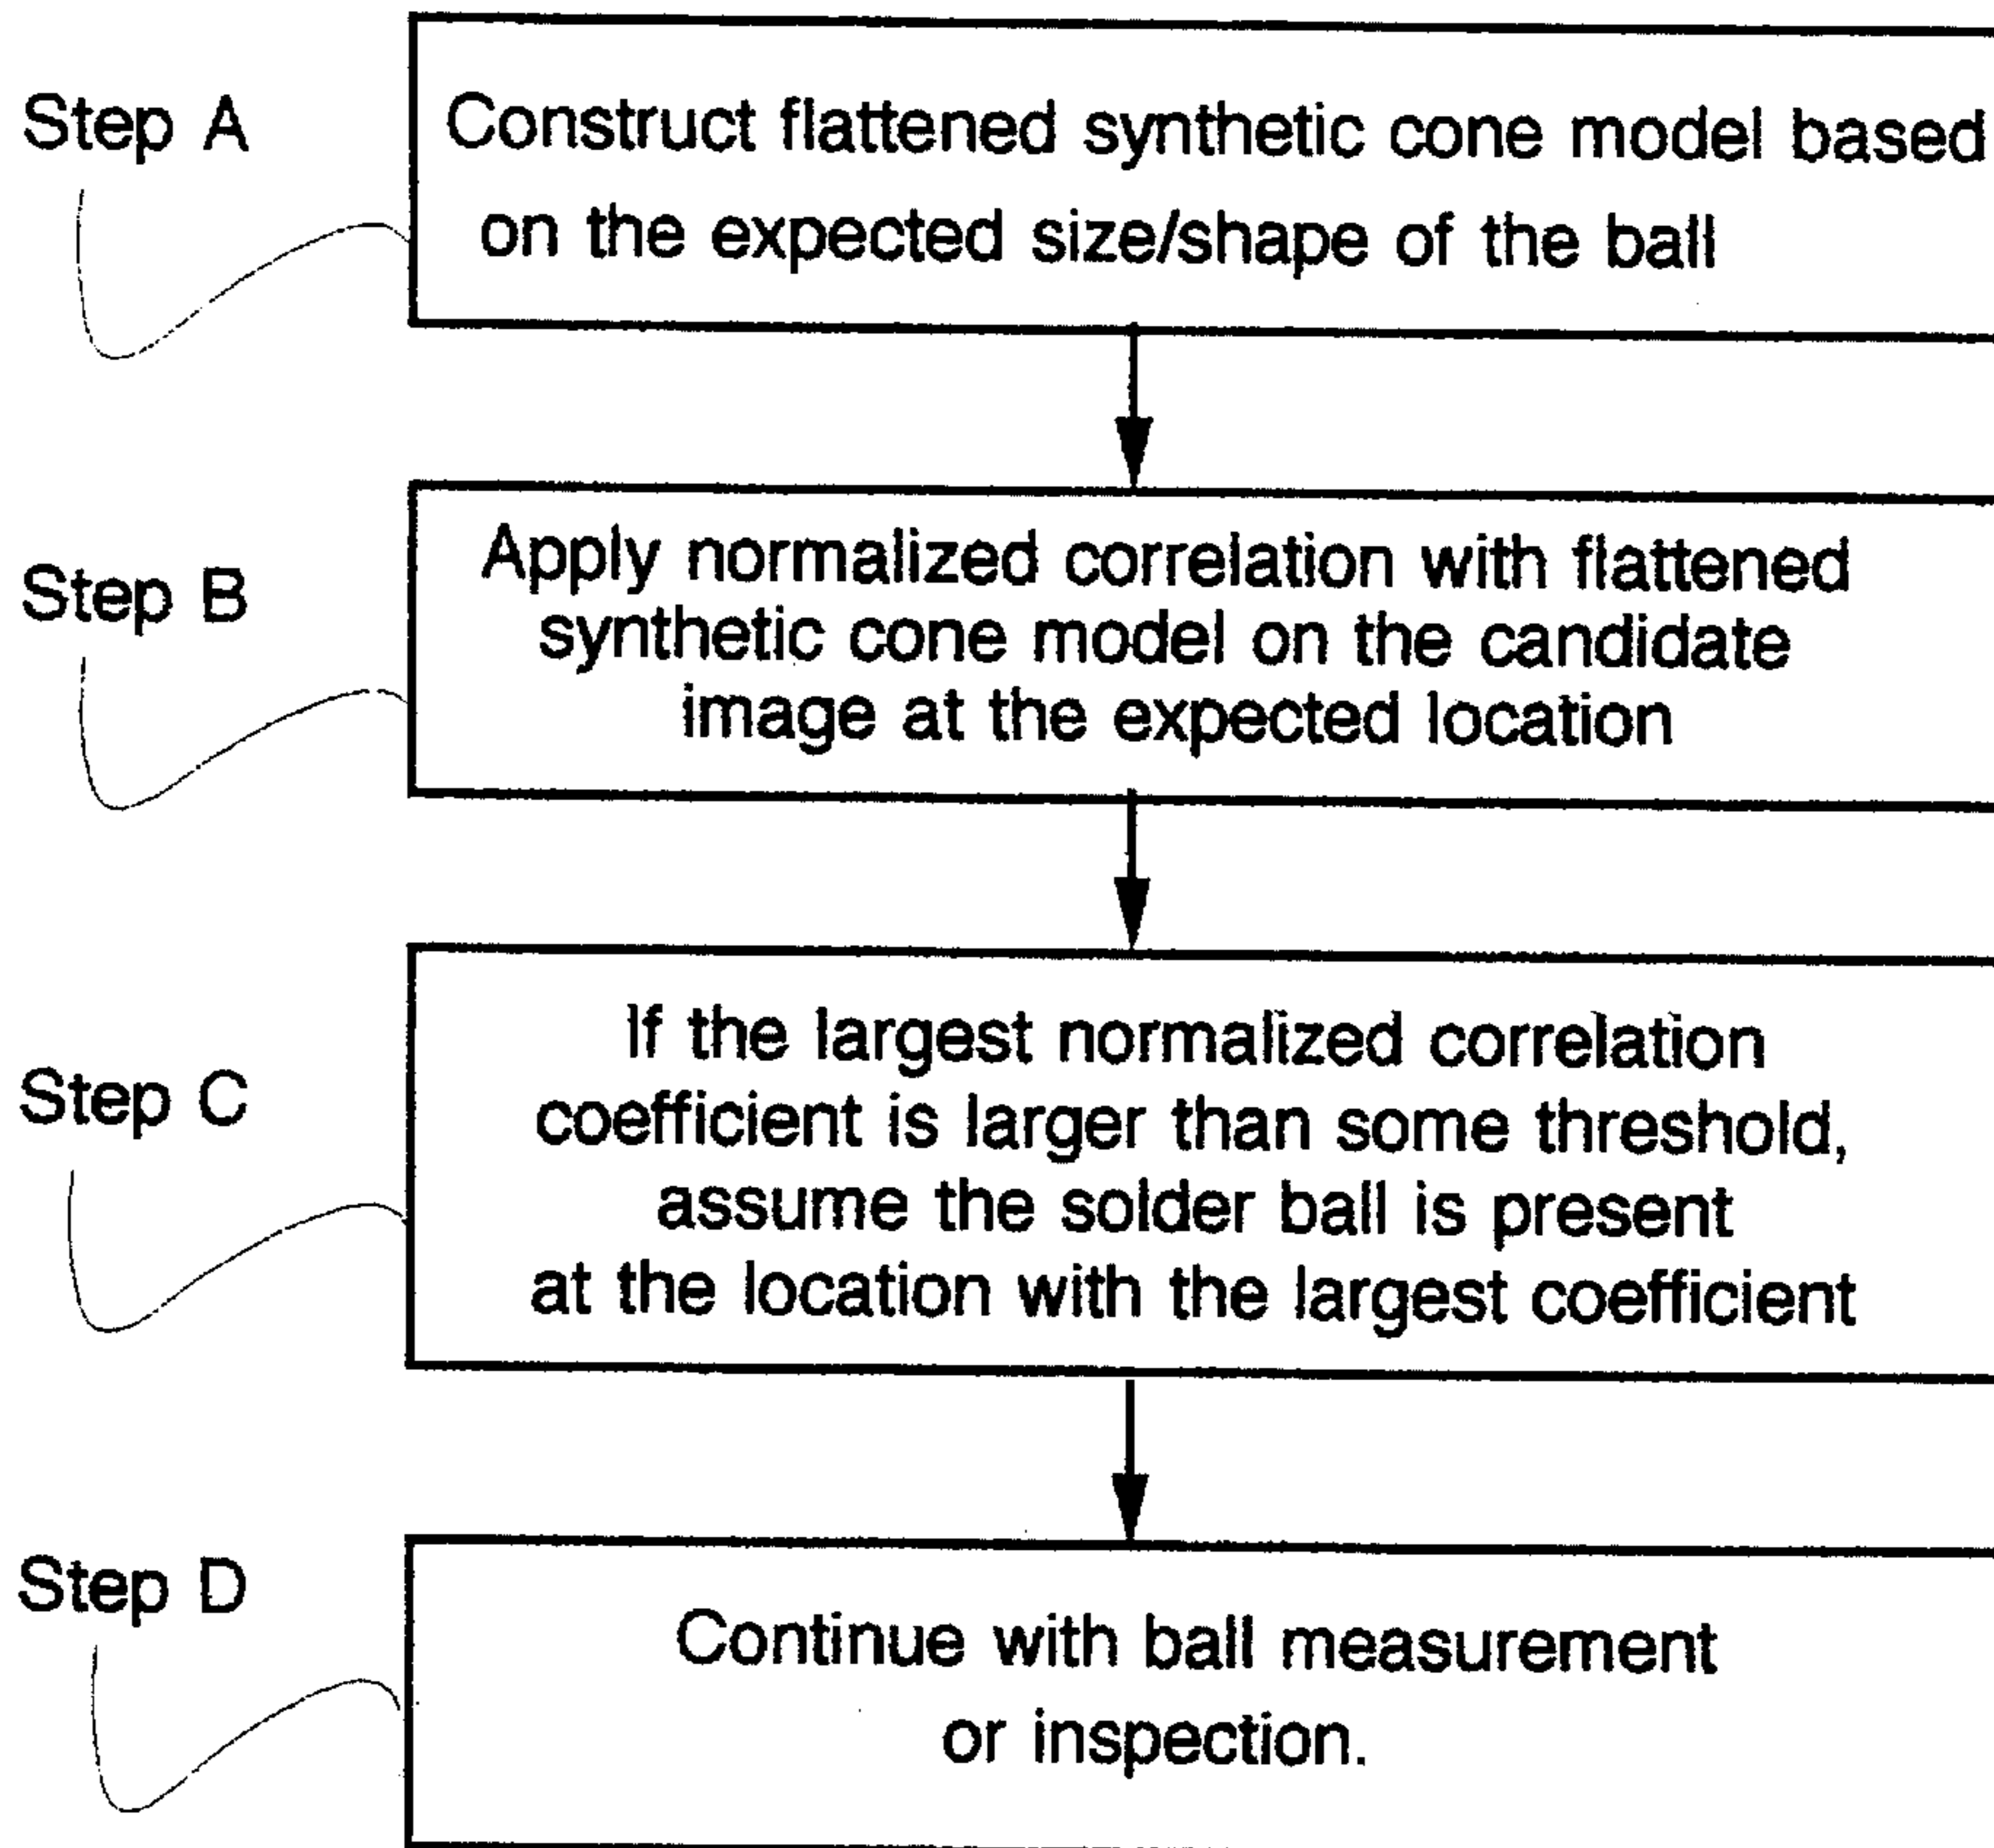 Step A
Construct flattened synthetic cone model based
on the expected size/shape of the ball
Step B
Apply normalized correlation with flattened
synthetic cone model on the candidate
image at the expected location
Step C
If the largest normalized correlation
coefficient is larger than some threshold,
assume the solder ball is present
at the location with the largest coefficient
Step D
Continue with ball measurement
or inspection.